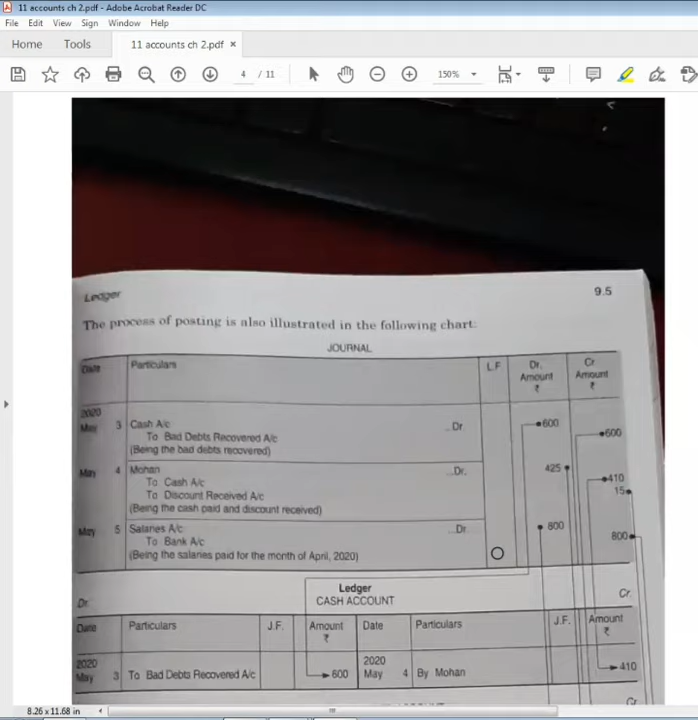 11 accounts ch 2.pdf - Adobe Acrobat Reader DC
File Edit View Sign Window Help
Home Tools 11 accounts ch 2.pdf ×
4 / 11 150%
Ledger 9.5
The process of posting is also illustrated in the following chart:
JOURNAL
Date Particulars L.F. Dr. Amount ₹ Cr. Amount ₹
2020
May 3 Cash A/c ...Dr. 600
To Bad Debts Recovered A/c 600
(Being the bad debts recovered)
May 4 Mohan ...Dr. 425
To Cash A/c 410
To Discount Received A/c 15
(Being the cash paid and discount received)
May 5 Salaries A/c ...Dr. 800
To Bank A/c 800
(Being the salaries paid for the month of April, 2020)
Ledger
Dr. CASH ACCOUNT Cr.
Date Particulars J.F. Amount ₹ Date Particulars J.F. Amount ₹
2020 2020
May 3 To Bad Debts Recovered A/c 600 May 4 By Mohan 410
Cr.
8.26 x 11.68 in